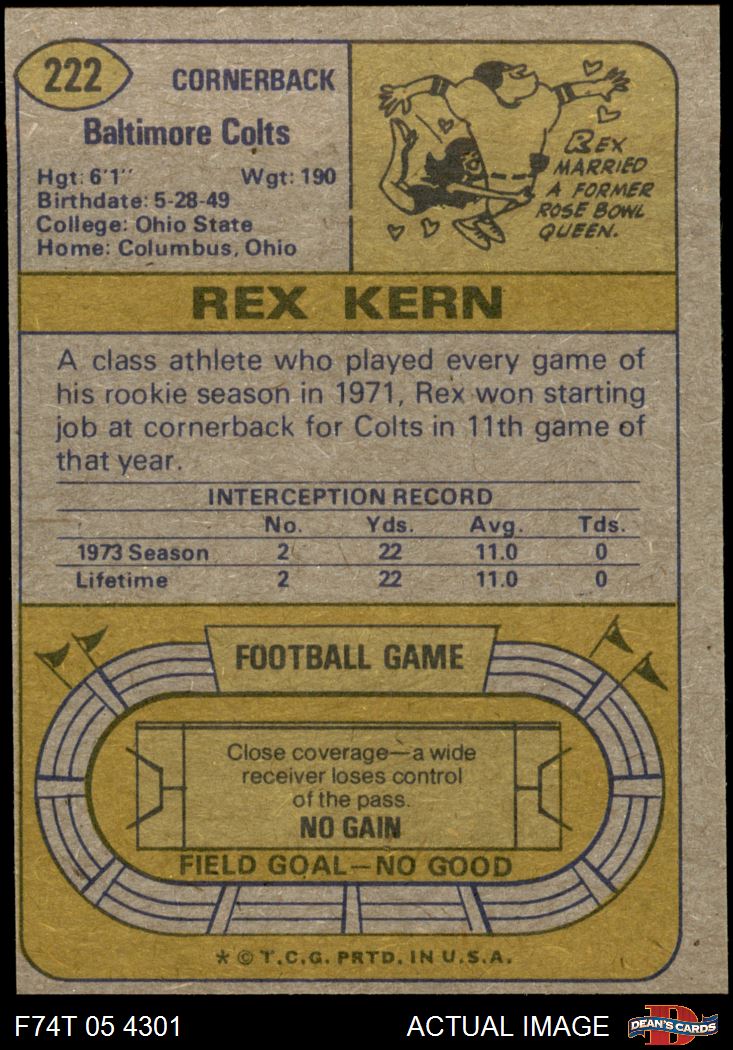 222
CORNERBACK
Baltimore Colts
Hgt: 6'1" Wgt: 190
Birthdate: 5-28-49
College: Ohio State
Home: Columbus, Ohio
REX
MARRIED
A FORMER
ROSE BOWL
QUEEN.
REX KERN
A class athlete who played every game of
his rookie season in 1971, Rex won starting
job at cornerback for Colts in 11th game of
that year.
INTERCEPTION RECORD
No. Yds. Avg. Tds.
1973 Season 2 22 11.0 0
Lifetime 2 22 11.0 0
FOOTBALL GAME
Close coverage—a wide
receiver loses control
of the pass.
NO GAIN
FIELD GOAL—NO GOOD
* © T.C.G. PRTD. IN U.S.A.
F74T 05 4301 ACTUAL IMAGE DEAN'S CARDS